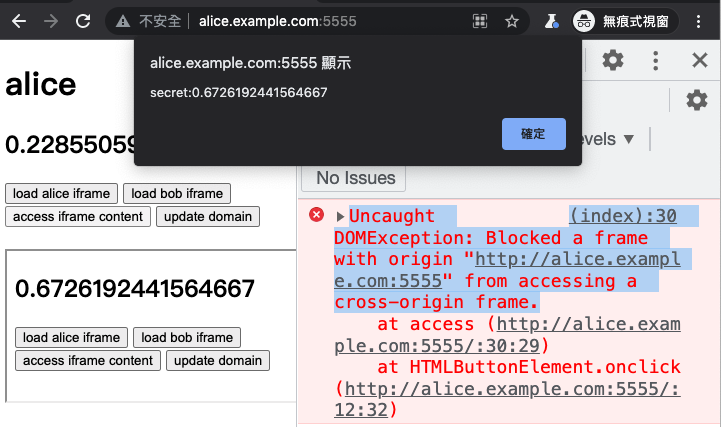 不安全 | alice.example.com:5555
無痕式視窗
alice.example.com:5555 顯示
secret:0.6726192441564667
確定
alice
0.22855059
load alice iframe
load bob iframe
access iframe content
update domain
0.6726192441564667
load alice iframe
load bob iframe
access iframe content
update domain
evels ▼
No Issues
Uncaught (index):30
DOMException: Blocked a frame
with origin "http://alice.exampl
e.com:5555" from accessing a
cross-origin frame.
at access (http://alice.exam
ple.com:5555/:30:29)
at HTMLButtonElement.onclick
(http://alice.example.com:5555/:
12:32)